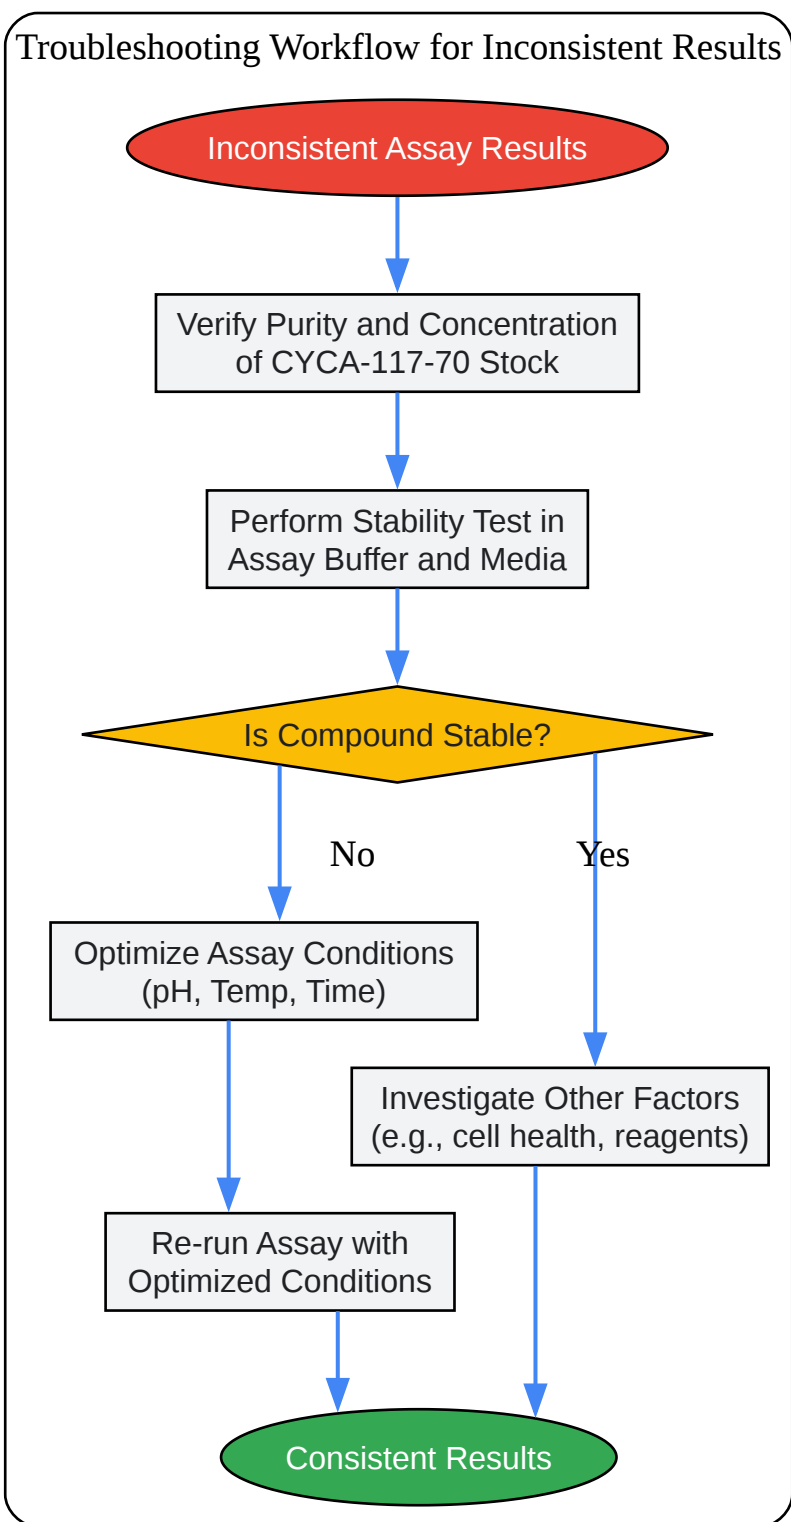 Troubleshooting Workflow for Inconsistent Results
Inconsistent Assay Results
Verify Purity and Concentration
of CYCA-117-70 Stock
Perform Stability Test in
Assay Buffer and Media
Is Compound Stable?
No
Yes
Optimize Assay Conditions
(pH, Temp, Time)
Investigate Other Factors
(e.g., cell health, reagents)
Re-run Assay with
Optimized Conditions
Consistent Results